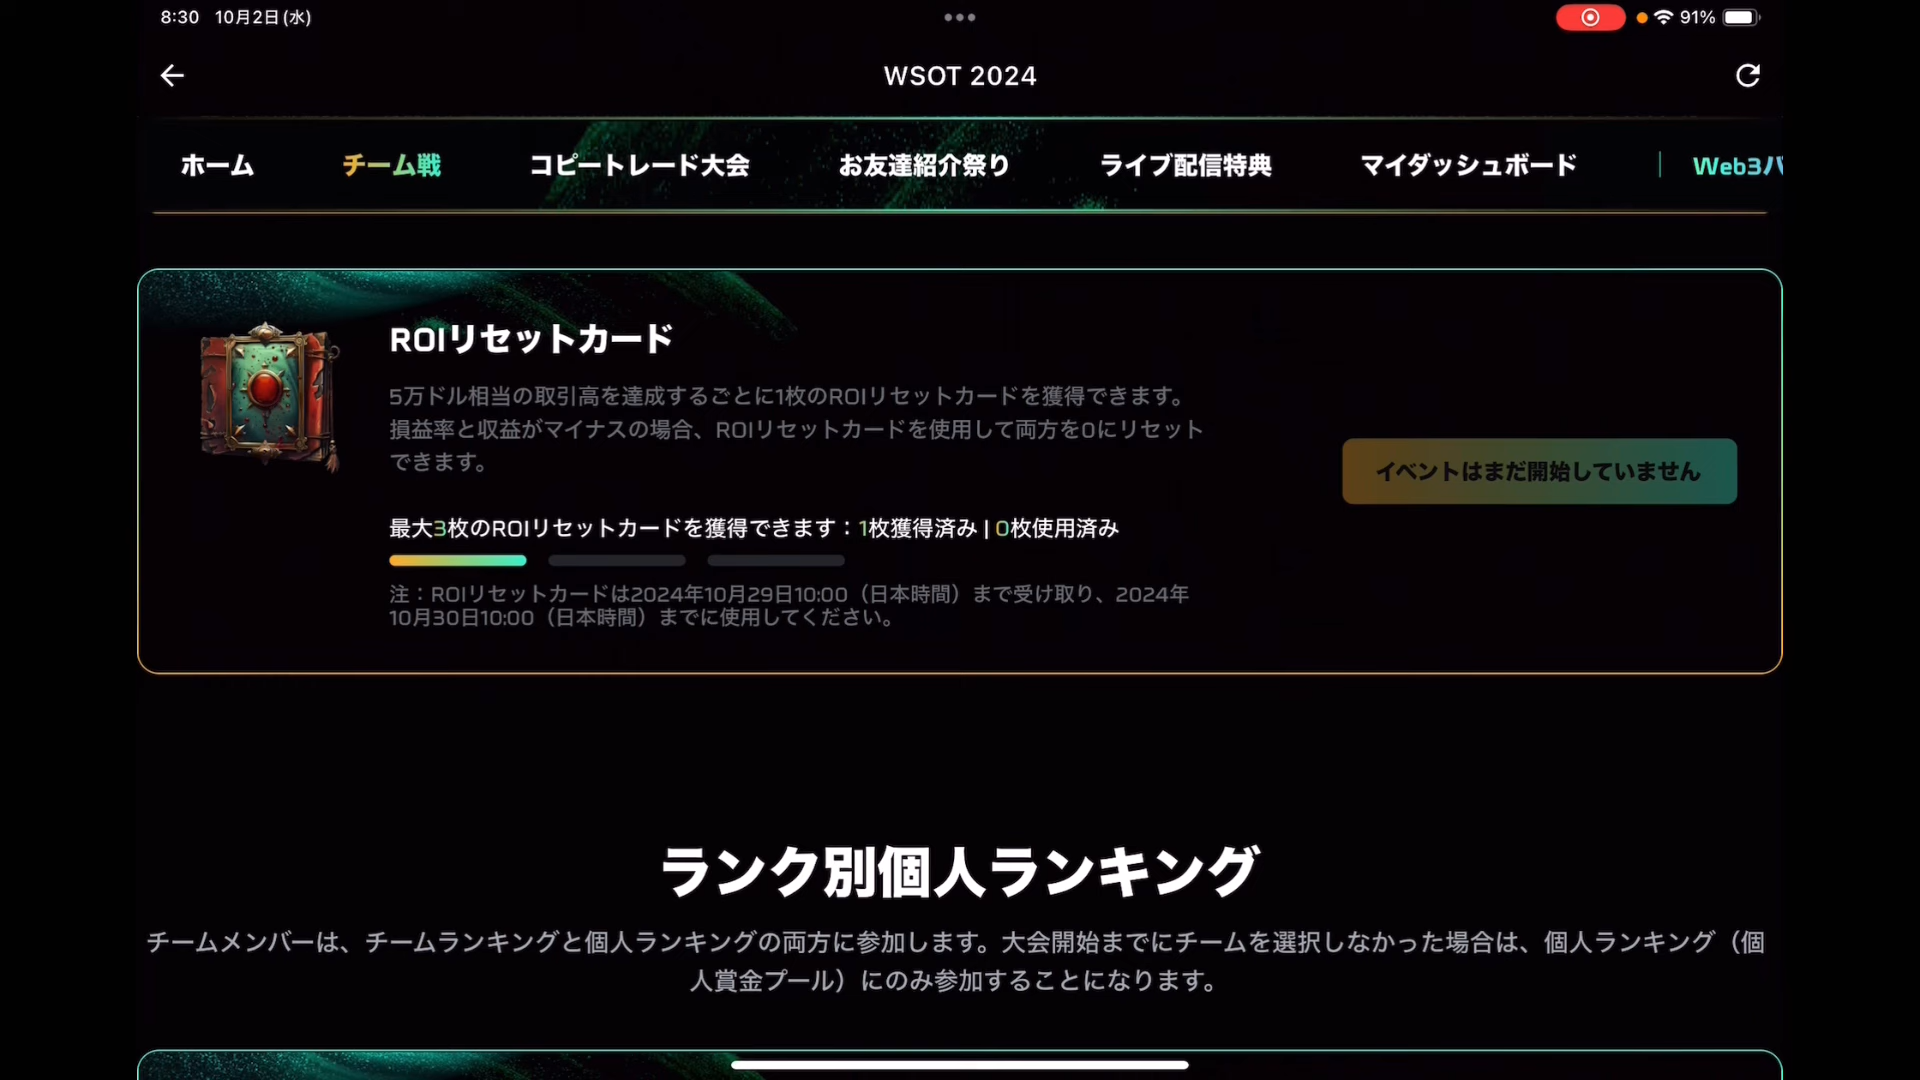 8:30 10月2日(水)
91%
WSOT 2024
ホーム チーム戦 コピートレード大会 お友達紹介祭り ライブ配信特典 マイダッシュボード Web3バ
ROIリセットカード
5万ドル相当の取引高を達成するごとに1枚のROIリセットカードを獲得できます。
損益率と収益がマイナスの場合、ROIリセットカードを使用して両方を0にリセット
できます。
イベントはまだ開始していません
最大3枚のROIリセットカードを獲得できます：1枚獲得済み | 0枚使用済み
注：ROIリセットカードは2024年10月29日10:00（日本時間）まで受け取り、2024年
10月30日10:00（日本時間）までに使用してください。
ランク別個人ランキング
チームメンバーは、チームランキングと個人ランキングの両方に参加します。大会開始までにチームを選択しなかった場合は、個人ランキング（個
人賞金プール）にのみ参加することになります。